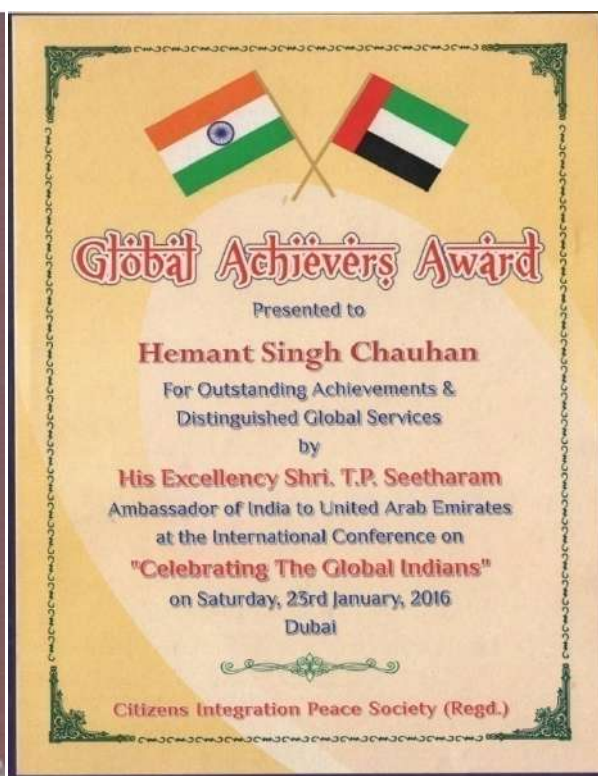 Global Achievers Award
Presented to
Hemant Singh Chauhan
For Outstanding Achievements &
Distinguished Global Services
by
His Excellency Shri. T.P. Seetharam
Ambassador of India to United Arab Emirates
at the International Conference on
"Celebrating The Global Indians"
on Saturday, 23rd January, 2016
Dubai
Citizens Integration Peace Society (Regd.)